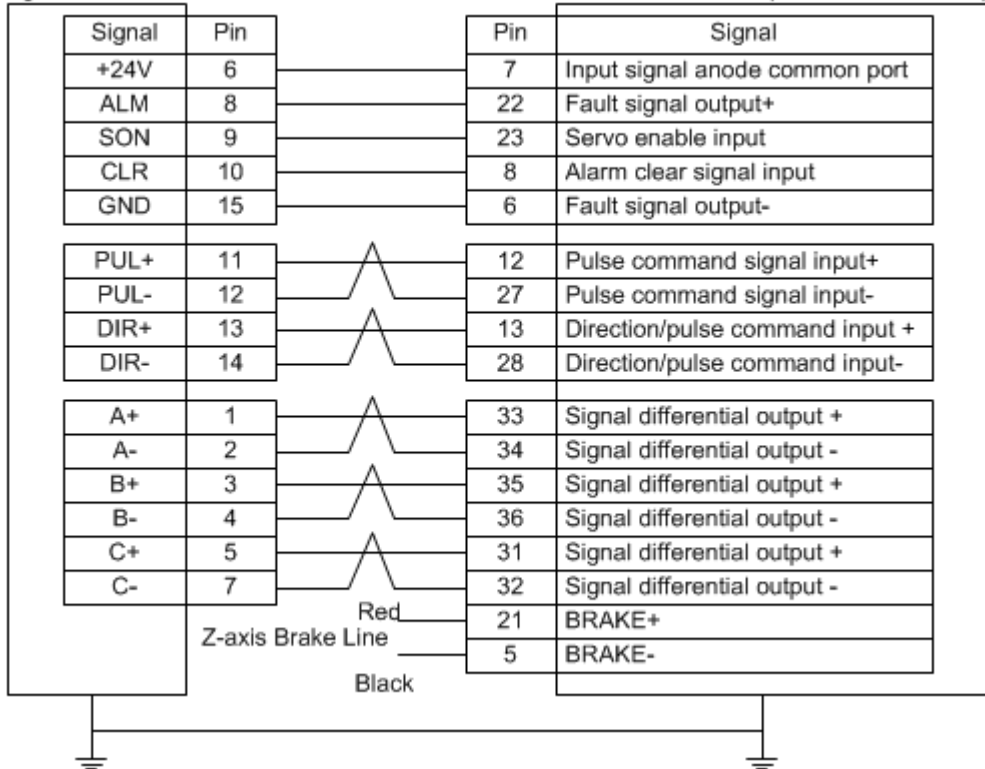 Signal Pin Pin Signal
+24V 6 7 Input signal anode common port
ALM 8 22 Fault signal output+
SON 9 23 Servo enable input
CLR 10 8 Alarm clear signal input
GND 15 6 Fault signal output-
PUL+ 11 12 Pulse command signal input+
PUL- 12 27 Pulse command signal input-
DIR+ 13 13 Direction/pulse command input +
DIR- 14 28 Direction/pulse command input-
A+ 1 33 Signal differential output +
A- 2 34 Signal differential output -
B+ 3 35 Signal differential output +
B- 4 36 Signal differential output -
C+ 5 31 Signal differential output +
C- 7 32 Signal differential output -
Red 21 BRAKE+
Z-axis Brake Line 5 BRAKE-
Black